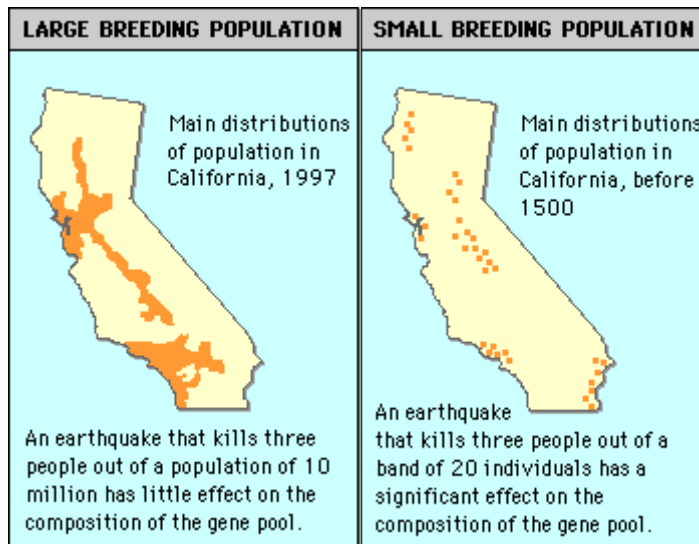 LARGE BREEDING POPULATION
Main distributions
of population in
California, 1997
An earthquake that kills three
people out of a population of 10
million has little effect on the
composition of the gene pool.
SMALL BREEDING POPULATION
Main distributions
of population in
California, before
1500
An earthquake
that kills three people out of a
band of 20 individuals has a
significant effect on the
composition of the gene pool.